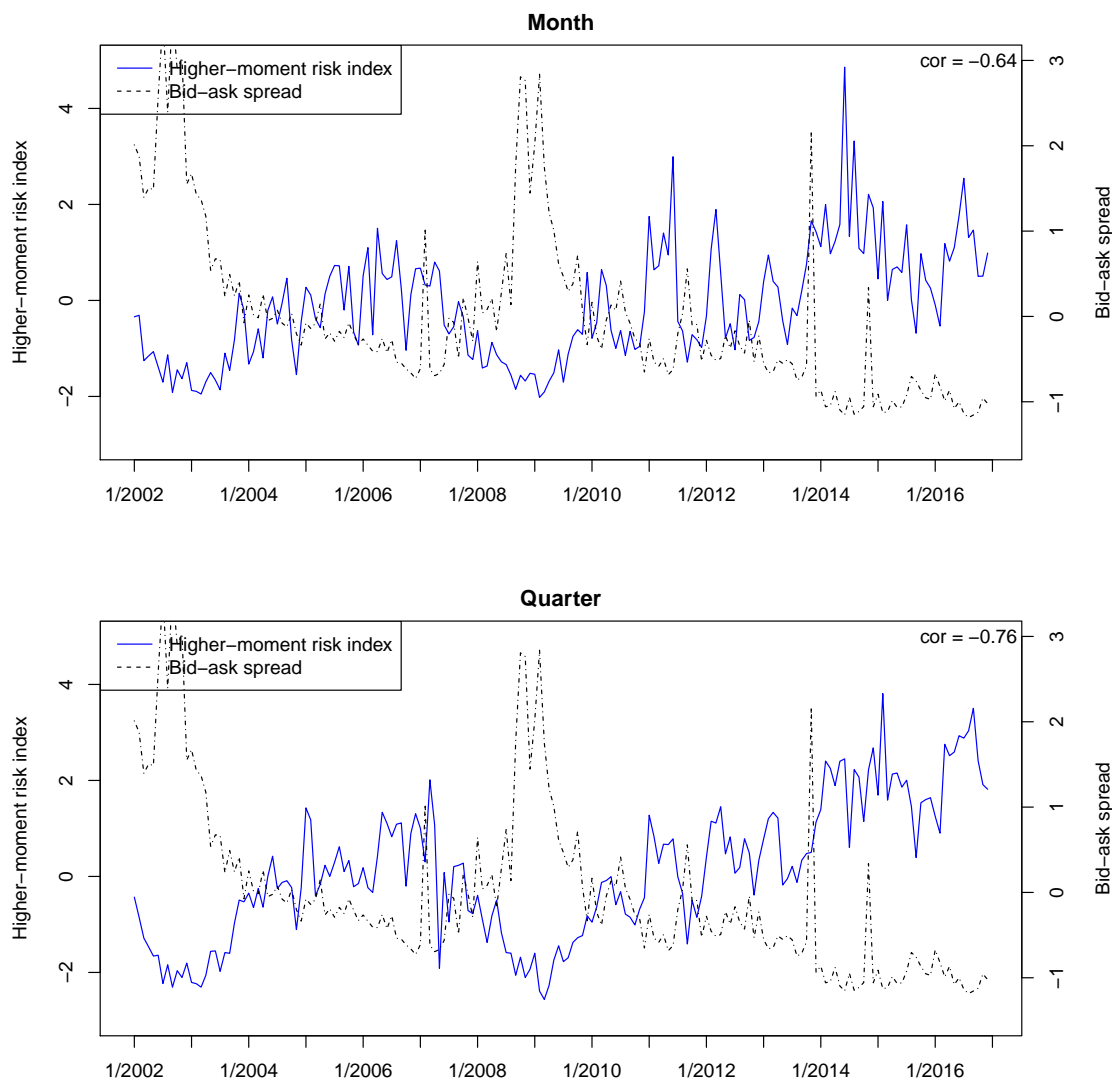 Month
Higher−moment risk index
Bid−ask spread
cor = −0.64
Higher−moment risk index
Bid−ask spread
4
2
0
−2
3
2
1
0
−1
1/2002 1/2004 1/2006 1/2008 1/2010 1/2012 1/2014 1/2016
Quarter
Higher−moment risk index
Bid−ask spread
cor = −0.76
Higher−moment risk index
Bid−ask spread
4
2
0
−2
3
2
1
0
−1
1/2002 1/2004 1/2006 1/2008 1/2010 1/2012 1/2014 1/2016